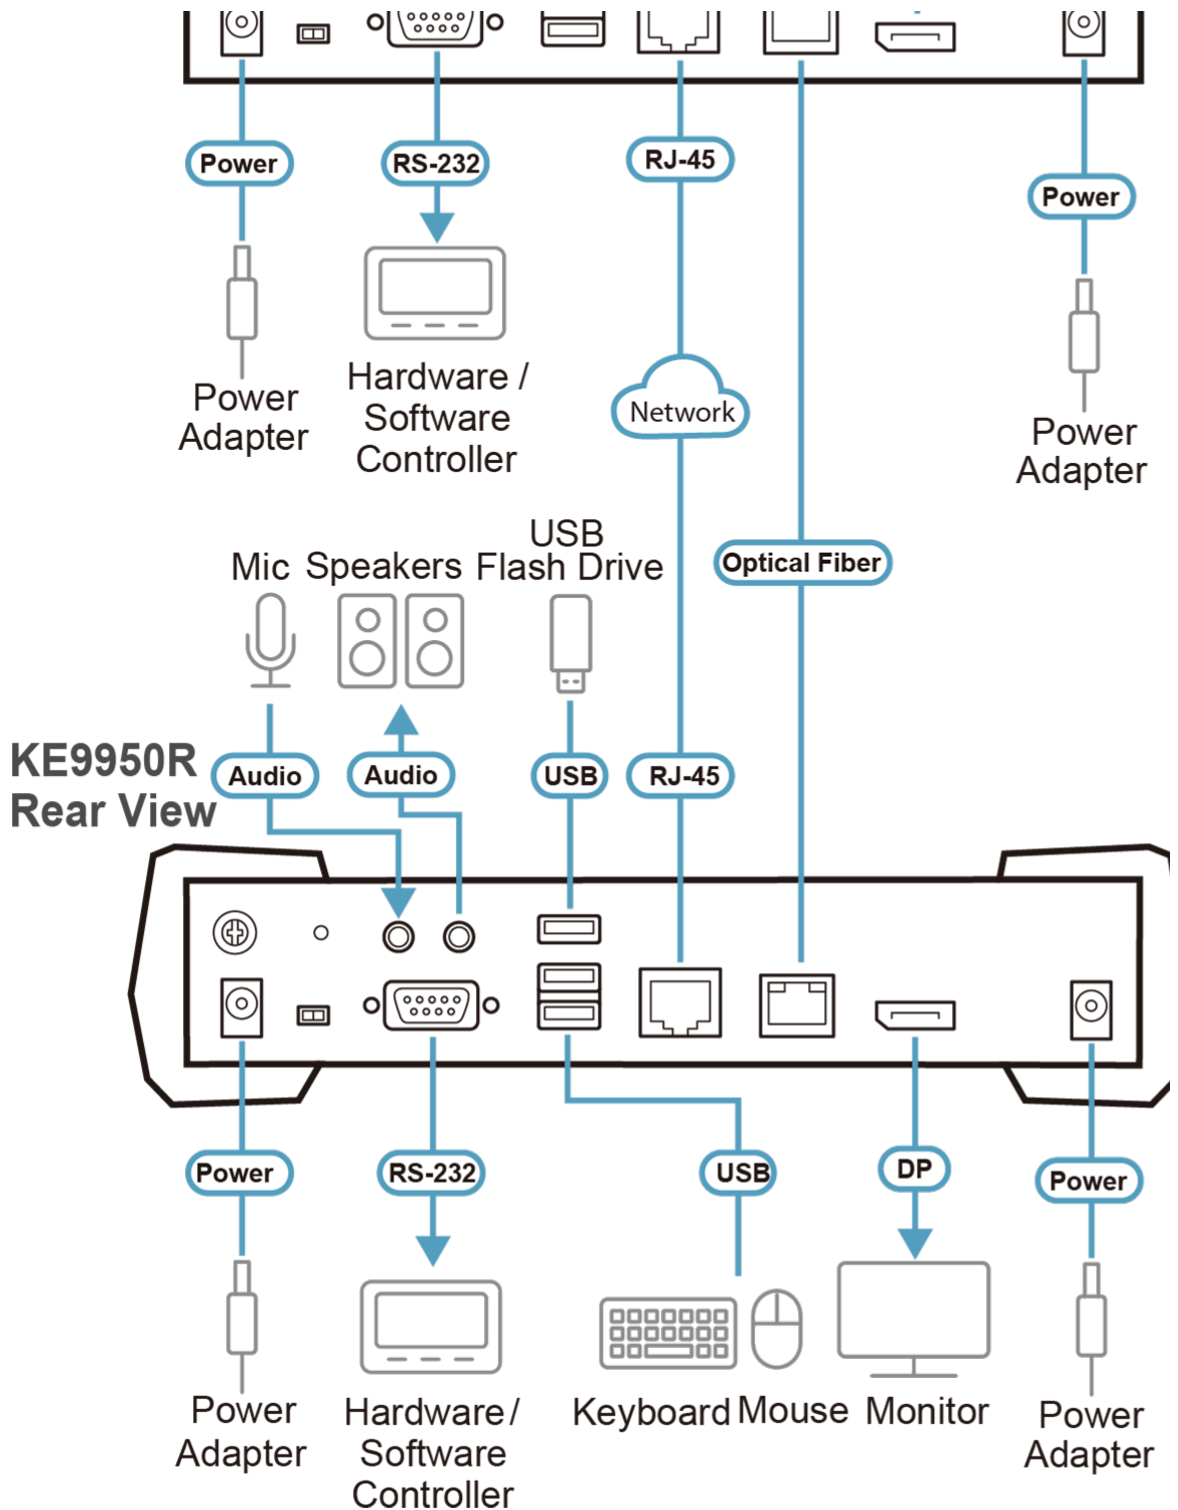 Power
RS-232
RJ-45
Power
Hardware /
Software
Controller
Power
Adapter
Network
Power
Adapter
USB
Flash Drive
Mic
Speakers
Optical Fiber
KE9950R
Rear View
Audio
Audio
USB
RJ-45
Power
RS-232
USB
DP
Power
Power
Adapter
Hardware /
Software
Controller
Keyboard
Mouse
Monitor
Power
Adapter